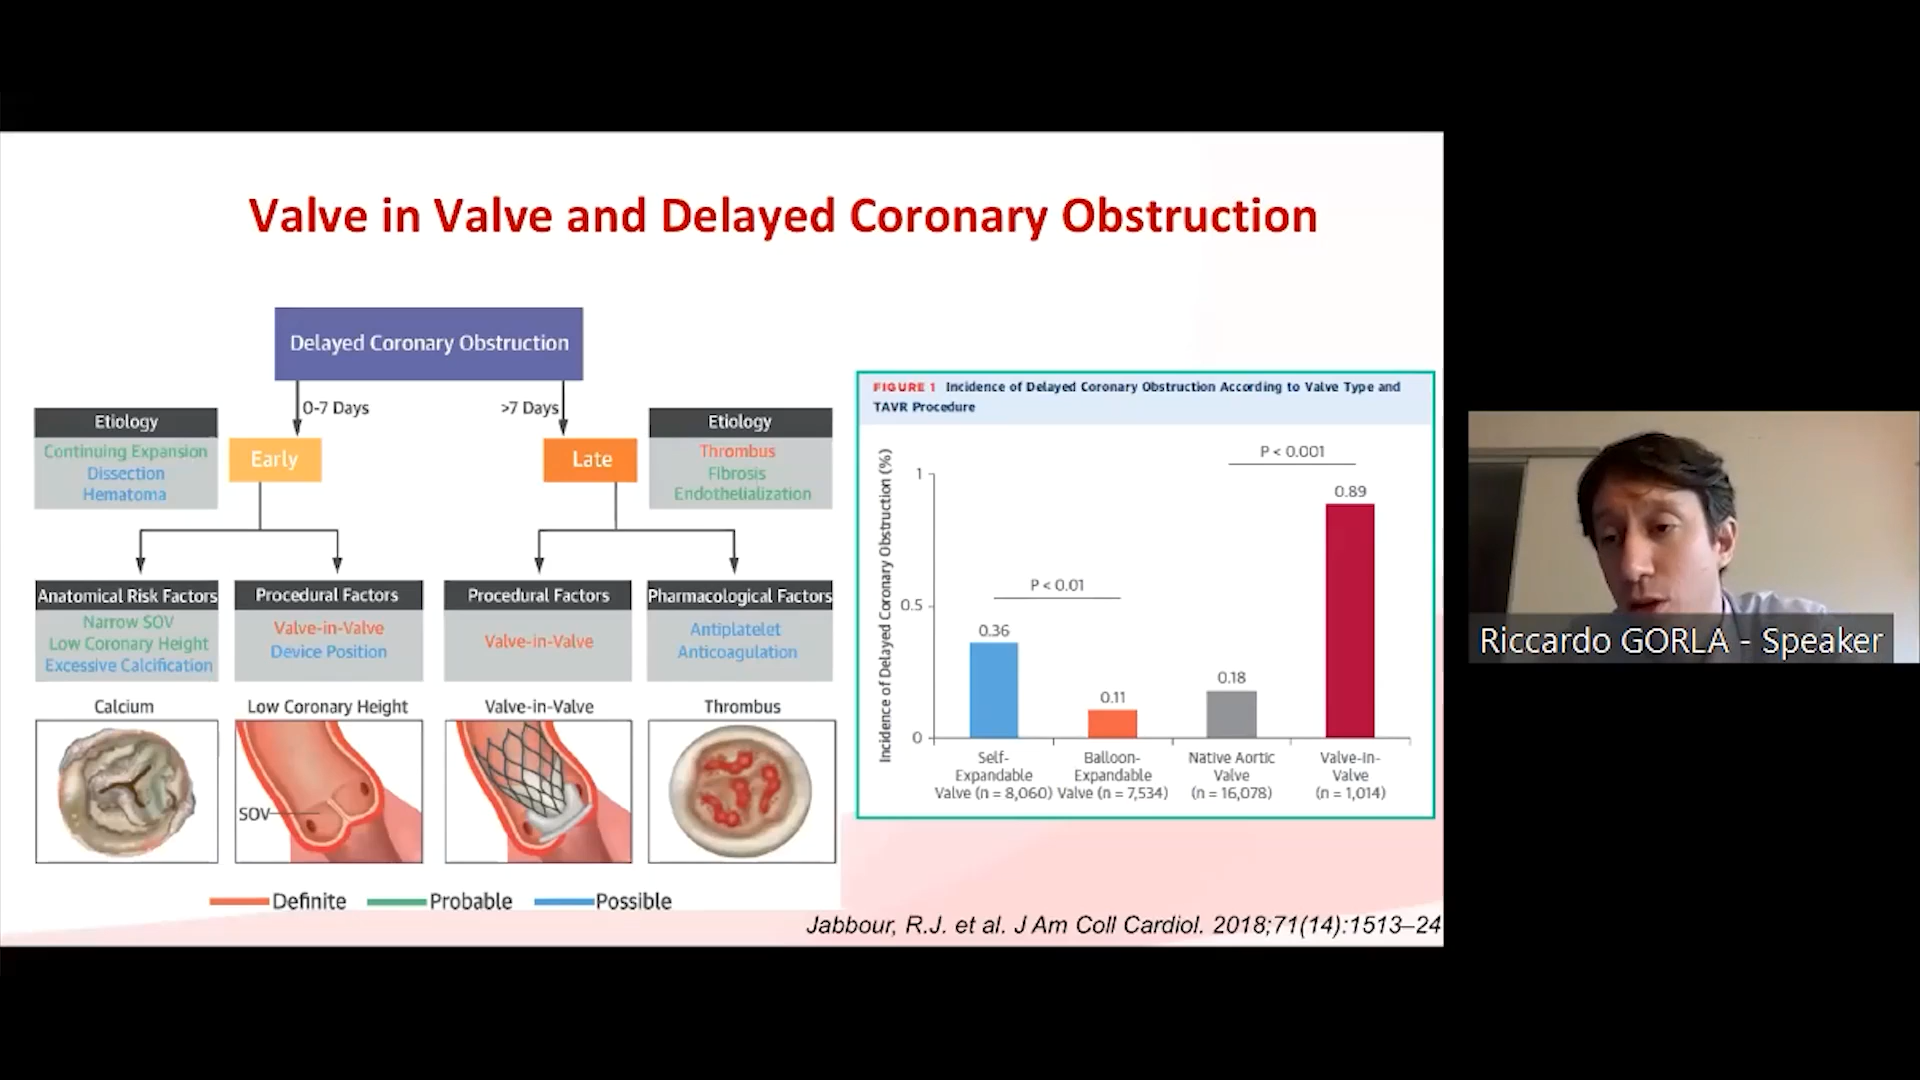 Valve in Valve and Delayed Coronary Obstruction
Delayed Coronary Obstruction
0-7 Days
>7 Days
Etiology
Continuing Expansion
Dissection
Hematoma
Early
Late
Etiology
Thrombus
Fibrosis
Endothelialization
Anatomical Risk Factors
Narrow SOV
Low Coronary Height
Excessive Calcification
Procedural Factors
Valve-in-Valve
Device Position
Procedural Factors
Valve-in-Valve
Pharmacological Factors
Antiplatelet
Anticoagulation
Calcium
Low Coronary Height
Valve-in-Valve
Thrombus
SOV
Definite
Probable
Possible
FIGURE 1 Incidence of Delayed Coronary Obstruction According to Valve Type and
TAVR Procedure
Incidence of Delayed Coronary Obstruction (%)
1
0.5
0
P < 0.01
P < 0.001
0.36
0.11
0.18
0.89
Self-
Expandable
Valve (n = 8,060)
Balloon-
Expandable
Valve (n = 7,534)
Native Aortic
Valve
(n = 16,078)
Valve-In-
Valve
(n = 1,014)
Jabbour, R.J. et al. J Am Coll Cardiol. 2018;71(14):1513–24
Riccardo GORLA - Speaker